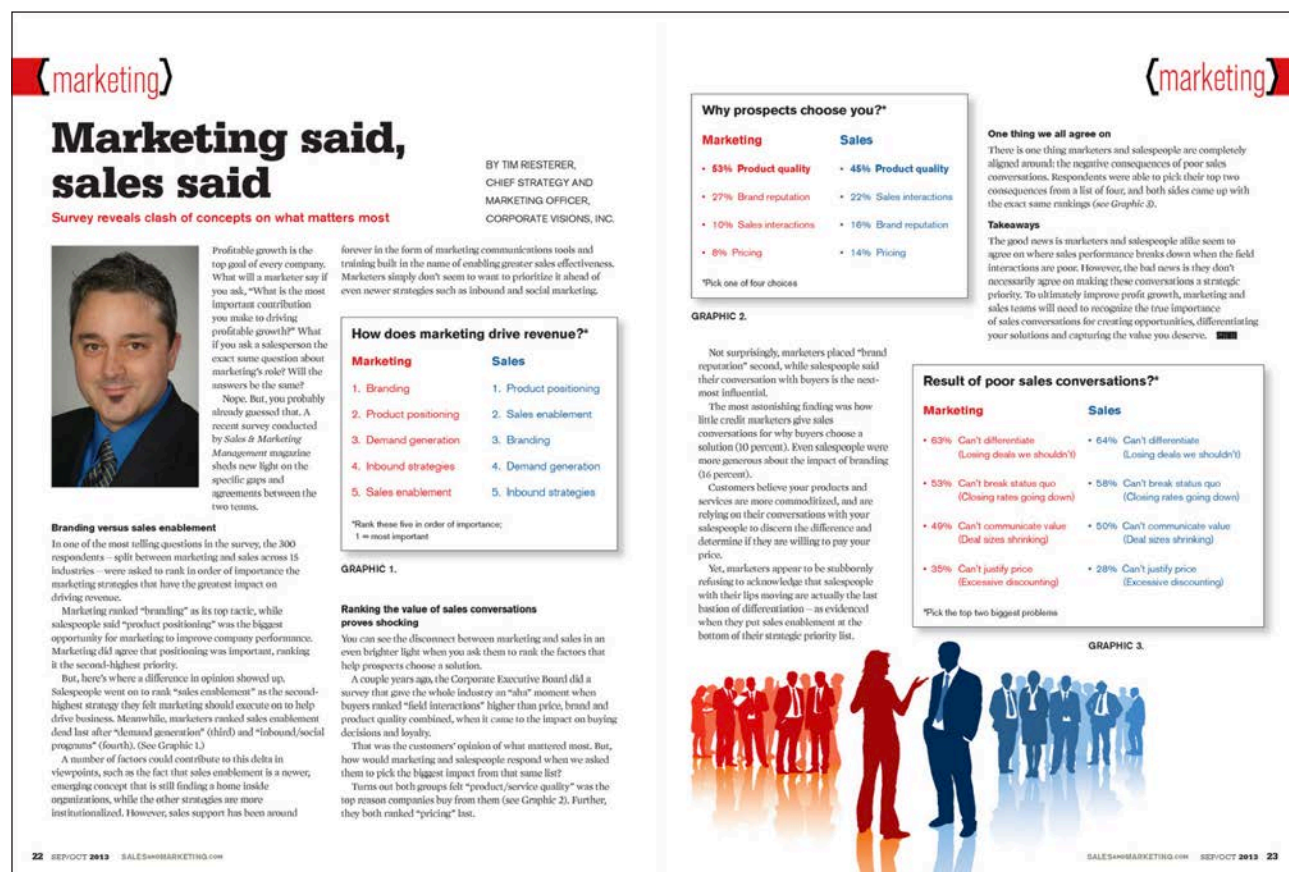 {marketing}
Marketing said,
sales said
Survey reveals clash of concepts on what matters most
BY TIM RIESTERER,
CHIEF STRATEGY AND
MARKETING OFFICER,
CORPORATE VISIONS, INC.
Profitable growth is the
top goal of every company.
What will a marketer say if
you ask, "What is the most
important contribution
you make to driving
profitable growth?" What
if you ask a salesperson the
exact same question about
marketing's role? Will the
answers be the same?
Nope. But, you probably
already guessed that. A
recent survey conducted
by Sales & Marketing
Management magazine
sheds new light on the
specific gaps and
agreements between the
two teams.
Branding versus sales enablement
In one of the most telling questions in the survey, the 300
respondents – split between marketing and sales across 15
industries – were asked to rank in order of importance the
marketing strategies that have the greatest impact on
driving revenue.
Marketing ranked "branding" as its top tactic, while
salespeople said "product positioning" was the biggest
opportunity for marketing to improve company performance.
Marketing did agree that positioning was important, ranking
it the second-highest priority.
But, here's where a difference in opinion showed up.
Salespeople went on to rank "sales enablement" as the second-
highest strategy they felt marketing should execute on to help
drive business. Meanwhile, marketers ranked sales enablement
dead last after "demand generation" (third) and "inbound/social
programs" (fourth). (See Graphic 1.)
A number of factors could contribute to this delta in
viewpoints, such as the fact that sales enablement is a newer,
emerging concept that is still finding a home inside
organizations, while the other strategies are more
institutionalized. However, sales support has been around
forever in the form of marketing communications tools and
training built in the name of enabling greater sales effectiveness.
Marketers simply don't seem to want to prioritize it ahead of
even newer strategies such as inbound and social marketing.
How does marketing drive revenue?*
Marketing
1. Branding
2. Product positioning
3. Demand generation
4. Inbound strategies
5. Sales enablement
Sales
1. Product positioning
2. Sales enablement
3. Branding
4. Demand generation
5. Inbound strategies
*Rank these five in order of importance;
1 = most important
GRAPHIC 1.
Ranking the value of sales conversations
proves shocking
You can see the disconnect between marketing and sales in an
even brighter light when you ask them to rank the factors that
help prospects choose a solution.
A couple years ago, the Corporate Executive Board did a
survey that gave the whole industry an "aha" moment when
buyers ranked "field interactions" higher than price, brand and
product quality combined, when it came to the impact on buying
decisions and loyalty.
That was the customers' opinion of what mattered most. But,
how would marketing and salespeople respond when we asked
them to pick the biggest impact from that same list?
Turns out both groups felt "product/service quality" was the
top reason companies buy from them (see Graphic 2). Further,
they both ranked "pricing" last.
22 SEP/OCT 2013 SALESANDMARKETING.COM
{marketing}
Why prospects choose you?*
Marketing
• 53% Product quality
• 27% Brand reputation
• 10% Sales interactions
• 8% Pricing
Sales
• 45% Product quality
• 22% Sales interactions
• 16% Brand reputation
• 14% Pricing
*Pick one of four choices
GRAPHIC 2.
Not surprisingly, marketers placed "brand
reputation" second, while salespeople said
their conversation with buyers is the next-
most influential.
The most astonishing finding was how
little credit marketers give sales
conversations for why buyers choose a
solution (10 percent). Even salespeople were
more generous about the impact of branding
(16 percent).
Customers believe your products and
services are more commoditized, and are
relying on their conversations with your
salespeople to discern the difference and
determine if they are willing to pay your
price.
Yet, marketers appear to be stubbornly
refusing to acknowledge that salespeople
with their lips moving are actually the last
bastion of differentiation – as evidenced
when they put sales enablement at the
bottom of their strategic priority list.
One thing we all agree on
There is one thing marketers and salespeople are completely
aligned around: the negative consequences of poor sales
conversations. Respondents were able to pick their top two
consequences from a list of four, and both sides came up with
the exact same rankings (see Graphic 3).
Takeaways
The good news is marketers and salespeople alike seem to
agree on where sales performance breaks down when the field
interactions are poor. However, the bad news is they don't
necessarily agree on making these conversations a strategic
priority. To ultimately improve profit growth, marketing and
sales teams will need to recognize the true importance
of sales conversations for creating opportunities, differentiating
your solutions and capturing the value you deserve.
Result of poor sales conversations?*
Marketing
• 63% Can't differentiate
(Losing deals we shouldn't)
• 53% Can't break status quo
(Closing rates going down)
• 49% Can't communicate value
(Deal sizes shrinking)
• 35% Can't justify price
(Excessive discounting)
Sales
• 64% Can't differentiate
(Losing deals we shouldn't)
• 58% Can't break status quo
(Closing rates going down)
• 50% Can't communicate value
(Deal sizes shrinking)
• 28% Can't justify price
(Excessive discounting)
*Pick the top two biggest problems
GRAPHIC 3.
SALESANDMARKETING.COM SEP/OCT 2013 23